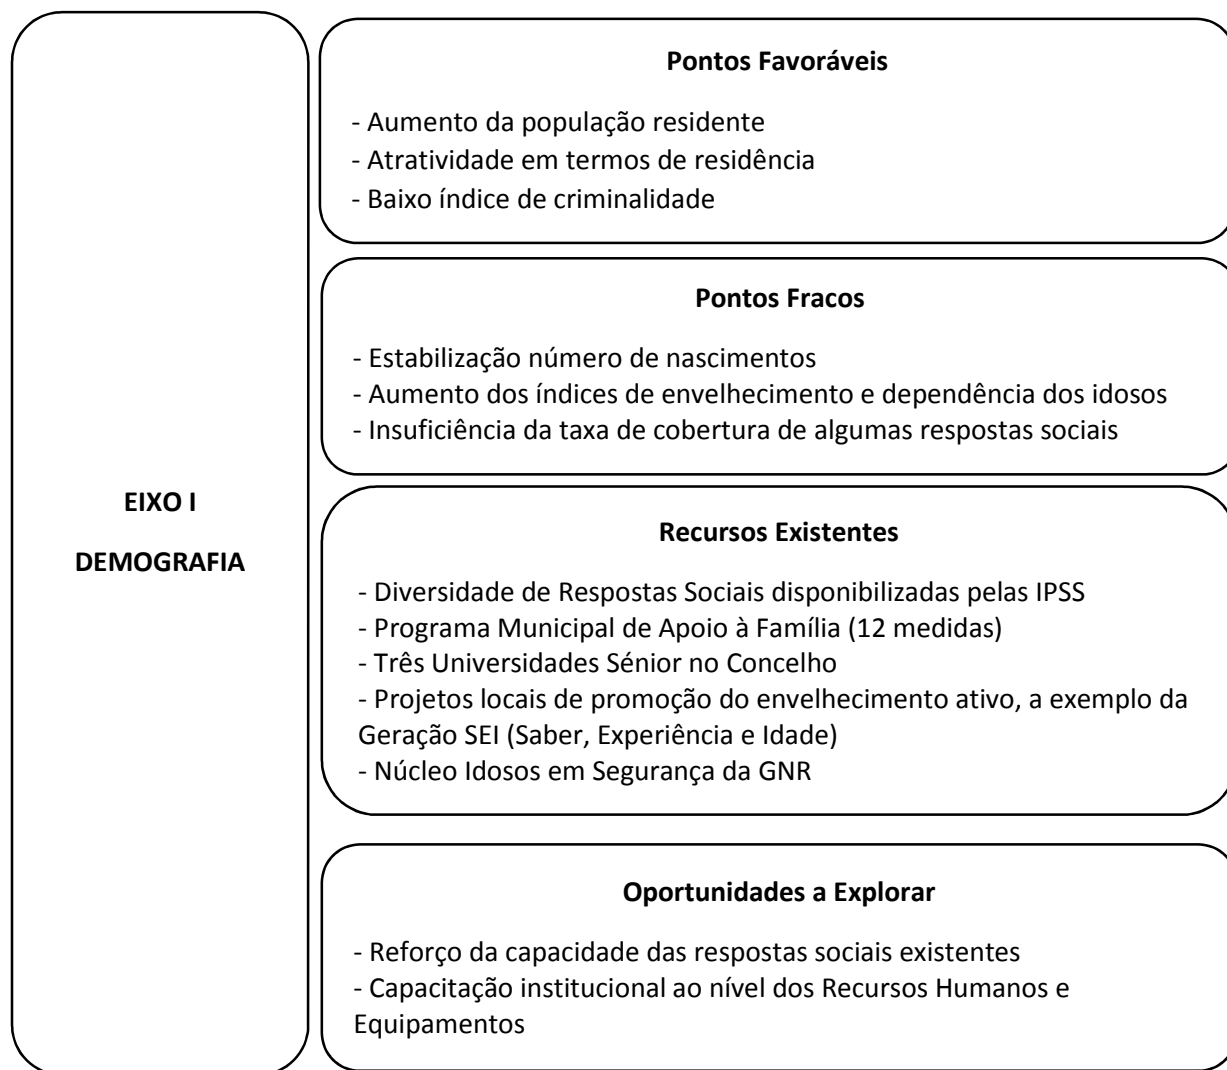 EIXO I
DEMOGRAFIA
Pontos Favoráveis
- Aumento da população residente
- Atratividade em termos de residência
- Baixo índice de criminalidade
Pontos Fracos
- Estabilização número de nascimentos
- Aumento dos índices de envelhecimento e dependência dos idosos
- Insuficiência da taxa de cobertura de algumas respostas sociais
Recursos Existentes
- Diversidade de Respostas Sociais disponibilizadas pelas IPSS
- Programa Municipal de Apoio à Família (12 medidas)
- Três Universidades Sénior no Concelho
- Projetos locais de promoção do envelhecimento ativo, a exemplo da
Geração SEI (Saber, Experiência e Idade)
- Núcleo Idosos em Segurança da GNR
Oportunidades a Explorar
- Reforço da capacidade das respostas sociais existentes
- Capacitação institucional ao nível dos Recursos Humanos e
Equipamentos